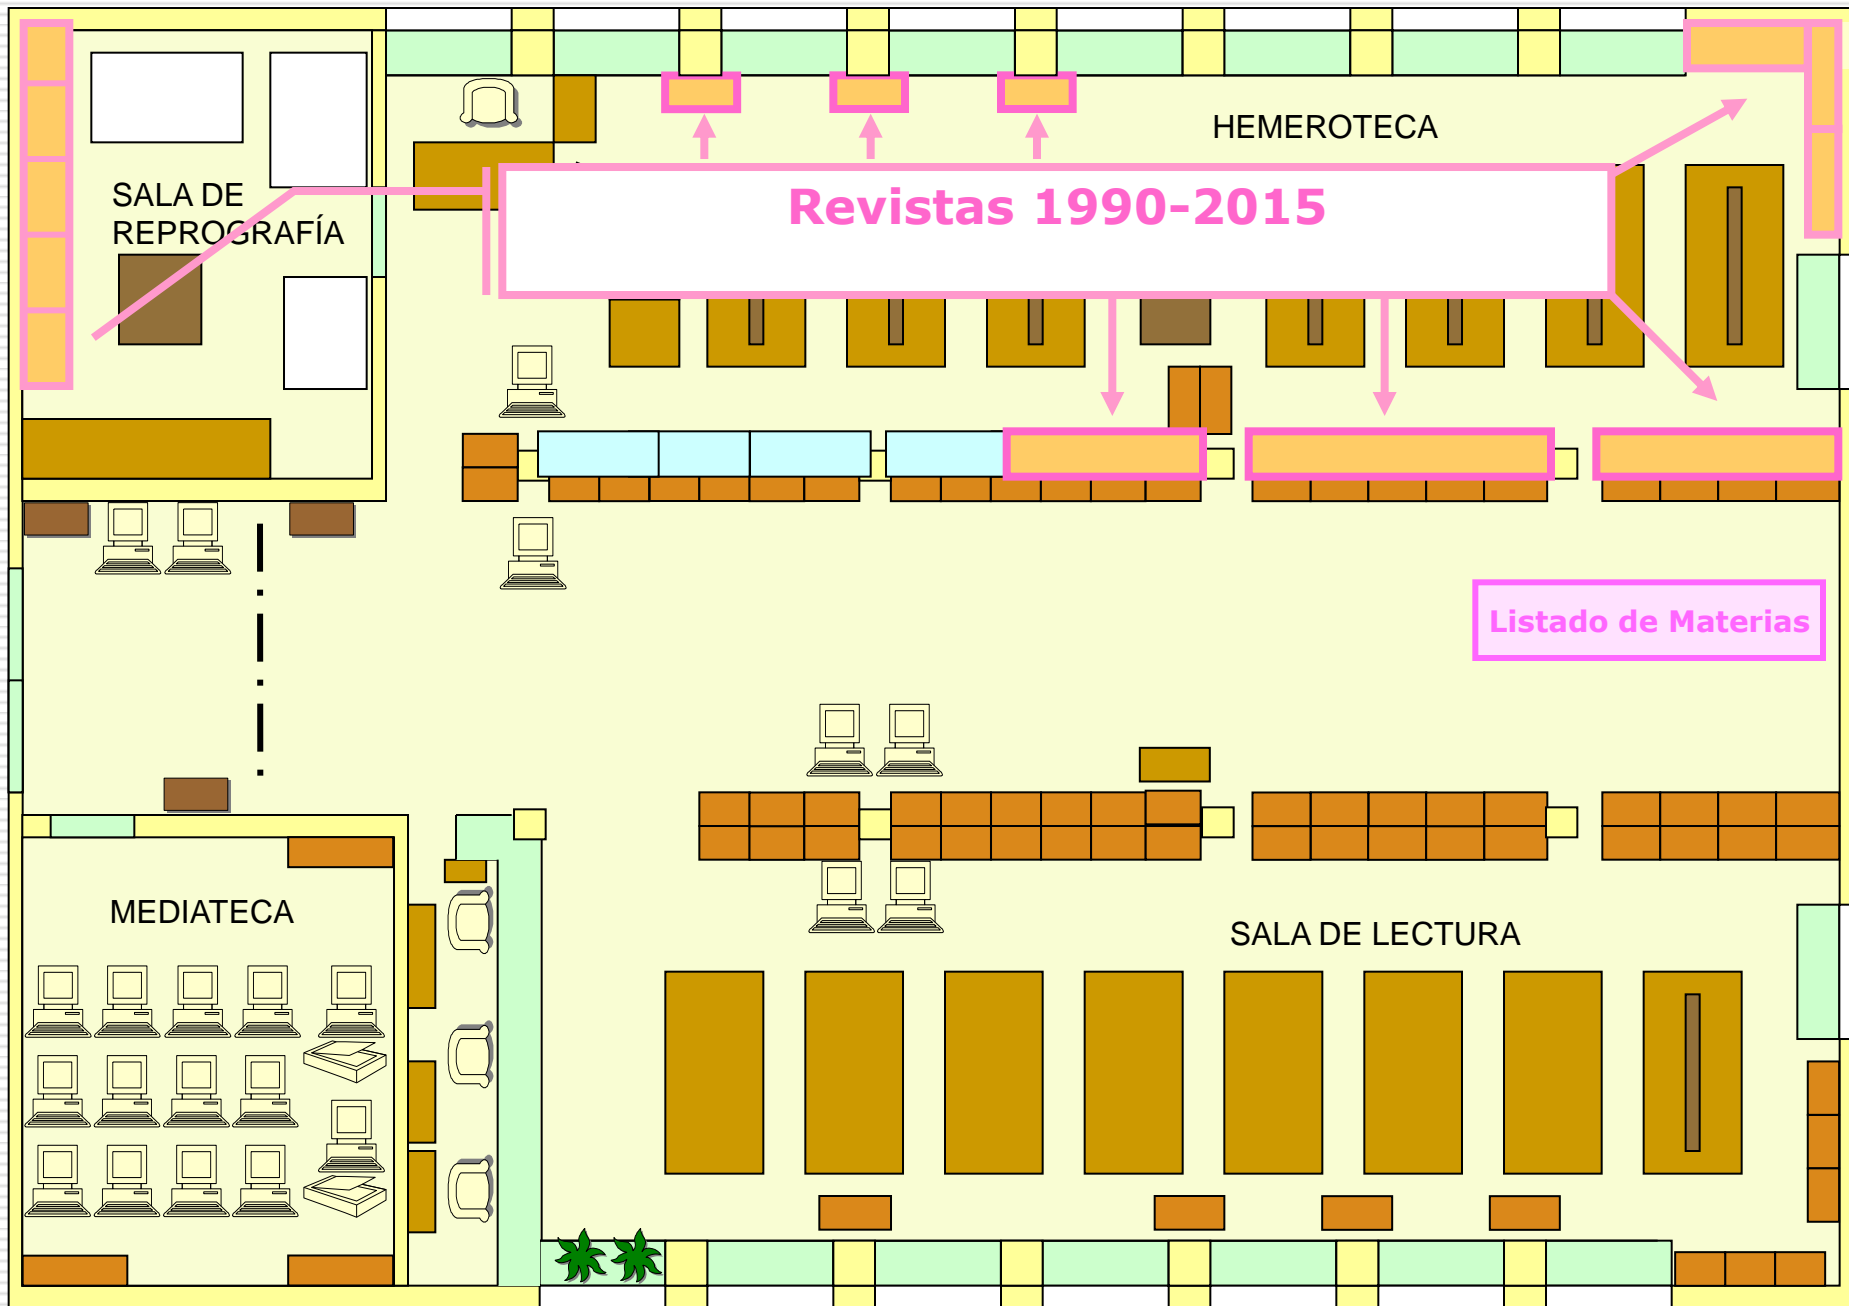 HEMEROTECA
SALA DE
REPROGRAFÍA
Revistas 1990-2015
Listado de Materias
MEDIATECA
SALA DE LECTURA